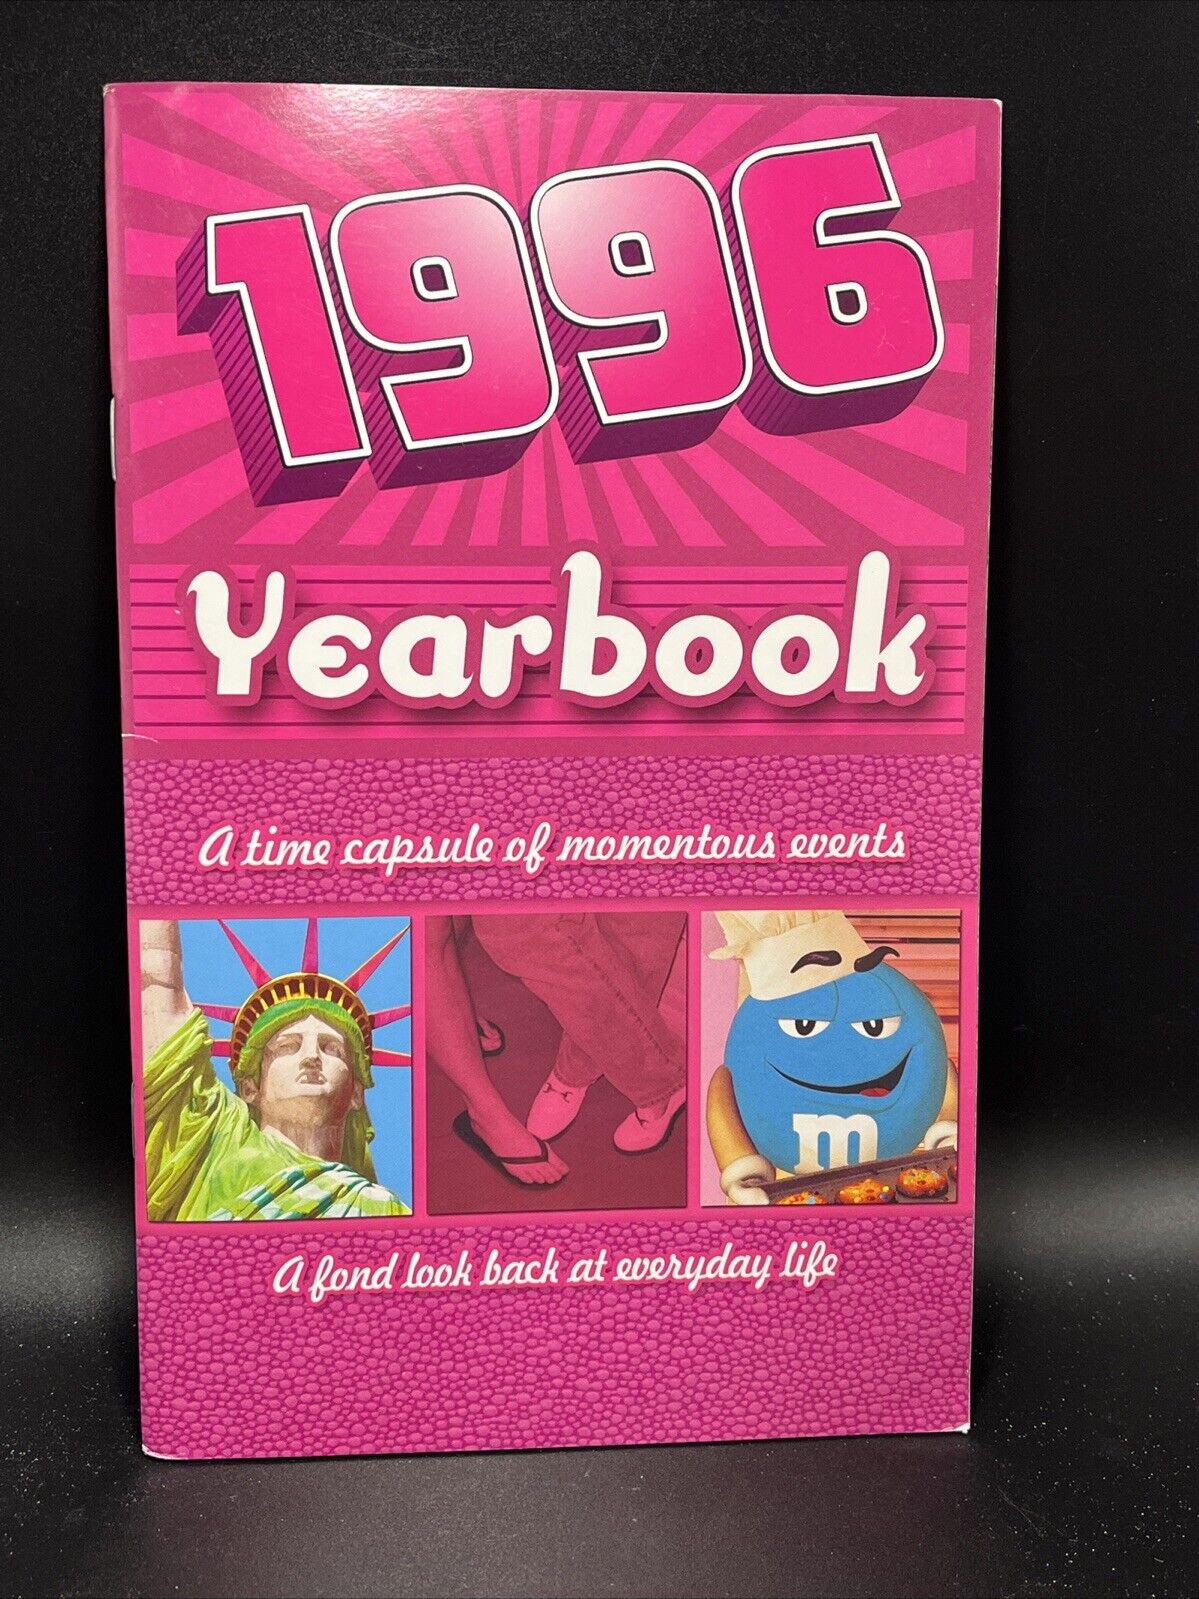 1996
Yearbook
A time capsule of momentous events
m
A fond look back at everyday life